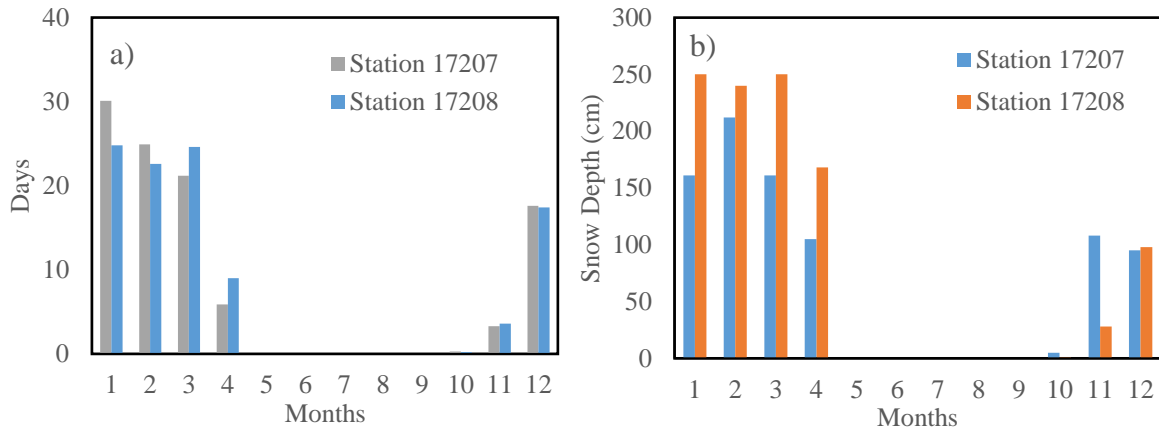 a)
Station 17207
Station 17208
40
30
20
10
0
Days
1 2 3 4 5 6 7 8 9 10 11 12
Months
b)
Station 17207
Station 17208
300
250
200
150
100
50
0
Snow Depth (cm)
1 2 3 4 5 6 7 8 9 10 11 12
Months